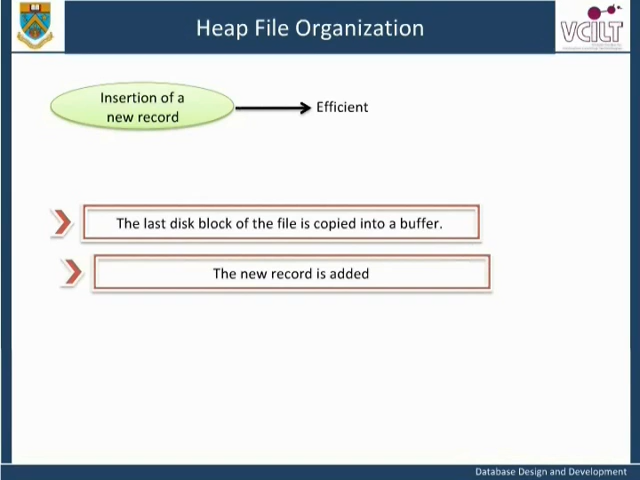 Heap File Organization
VCILT
Insertion of a
new record
Efficient
The last disk block of the file is copied into a buffer.
The new record is added
Database Design and Development